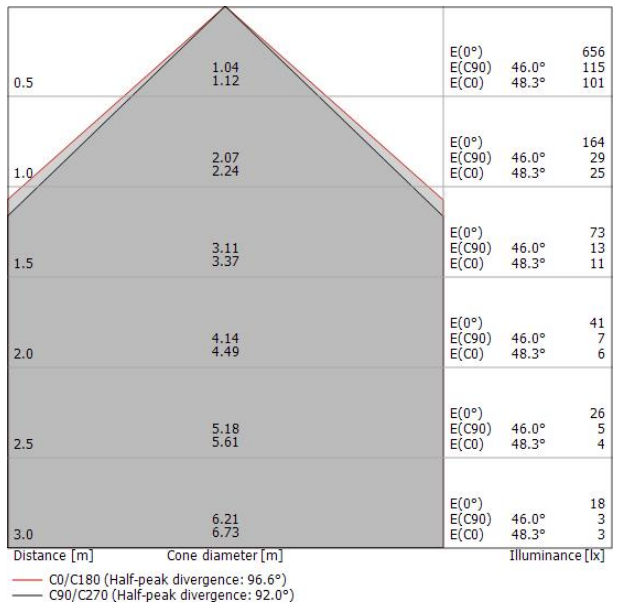 E(0°) 656
1.04 E(C90) 46.0° 115
0.5 1.12 E(C0) 48.3° 101
E(0°) 164
2.07 E(C90) 46.0° 29
1.0 2.24 E(C0) 48.3° 25
E(0°) 73
3.11 E(C90) 46.0° 13
1.5 3.37 E(C0) 48.3° 11
E(0°) 41
4.14 E(C90) 46.0° 7
2.0 4.49 E(C0) 48.3° 6
E(0°) 26
5.18 E(C90) 46.0° 5
2.5 5.61 E(C0) 48.3° 4
E(0°) 18
6.21 E(C90) 46.0° 3
3.0 6.73 E(C0) 48.3° 3
Distance [m] Cone diameter [m] Illuminance [lx]
C0/C180 (Half-peak divergence: 96.6°)
C90/C270 (Half-peak divergence: 92.0°)